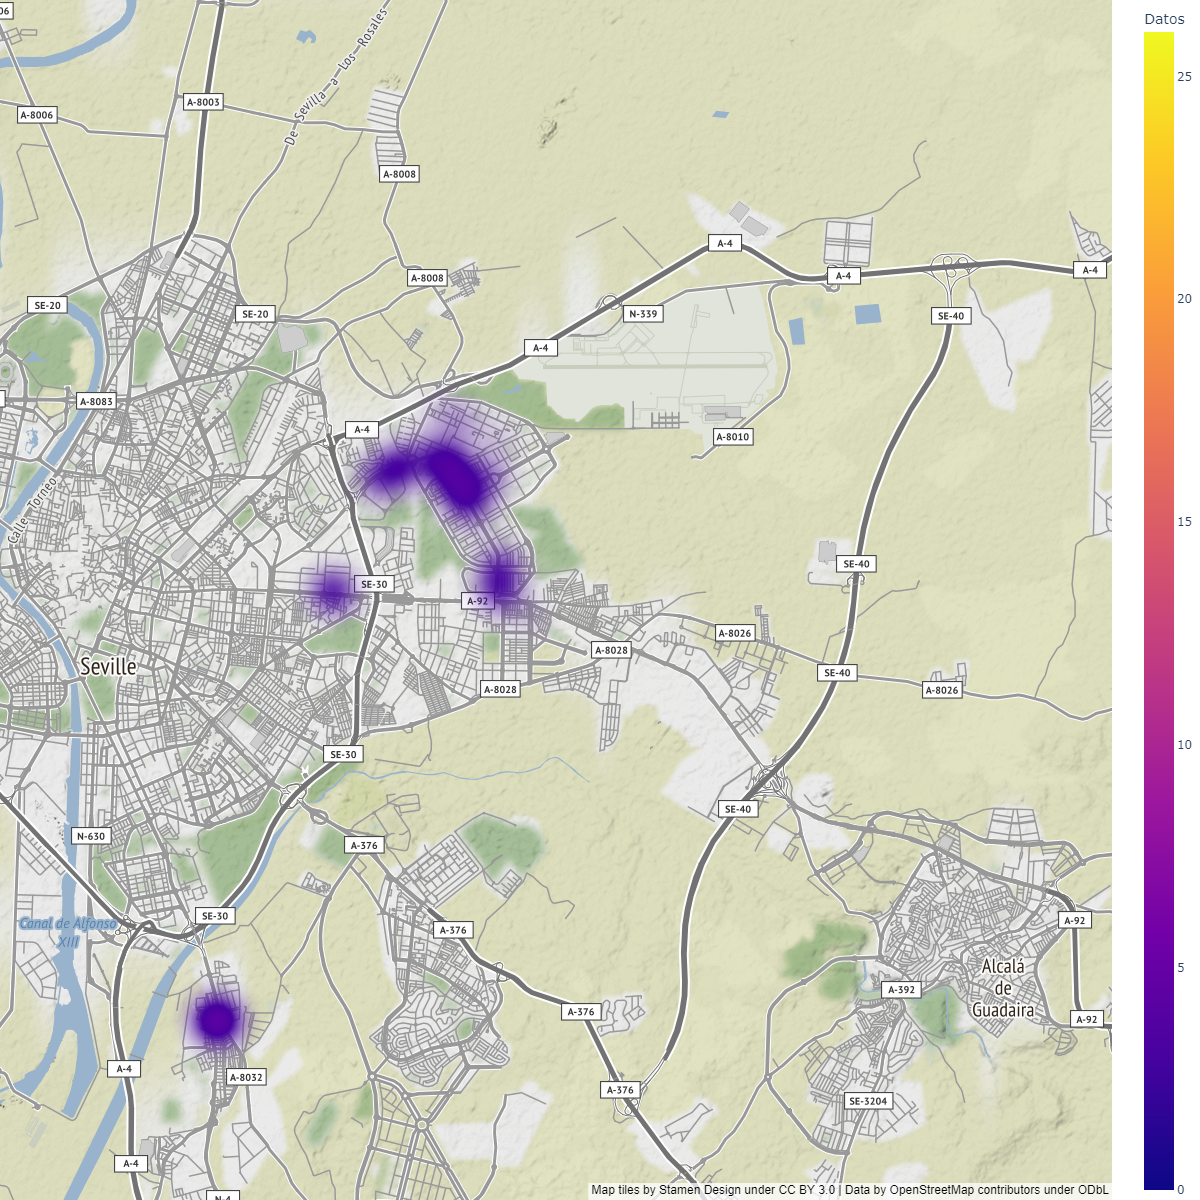 Datos
06
A-8003
A-8006
De Sevilla a Los Rosales
A-8008
A-4
A-4
A-4
A-8008
SE-20
SE-20
N-339
SE-40
A-4
A-8083
A-4
A-8010
Calle Torneo
SE-40
SE-30
A-92
A-8026
A-8028
Seville
SE-40
A-8028
A-8026
SE-30
SE-40
N-630
A-376
SE-30
Canal de Alfonso
XIII
A-376
A-92
Alcalá
de
Guadaira
A-392
A-376
A-92
A-4
A-8032
A-376
SE-3204
A-4
N-4
25
20
15
10
5
0
Map tiles by Stamen Design under CC BY 3.0 | Data by OpenStreetMap contributors under ODbL